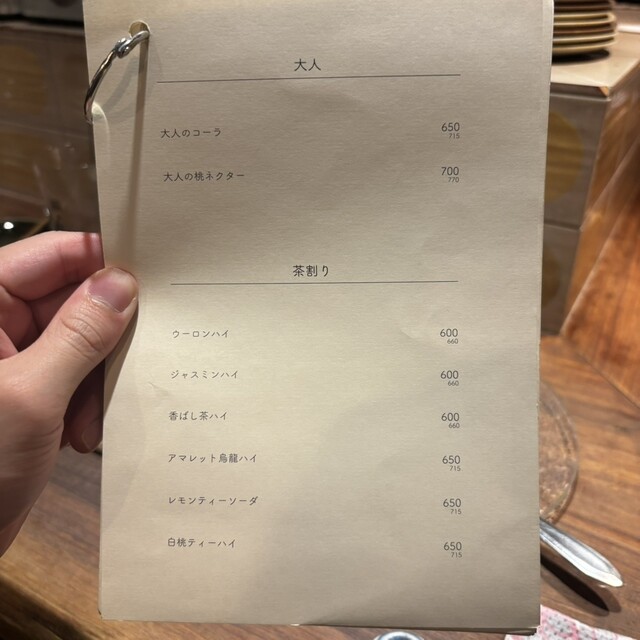 大人
大人のコーラ 650
715
大人の桃ネクター 700
770
茶割り
ウーロンハイ 600
660
ジャスミンハイ 600
660
香ばし茶ハイ 600
660
アマレット烏龍ハイ 650
715
レモンティーソーダ 650
715
白桃ティーハイ 650
715